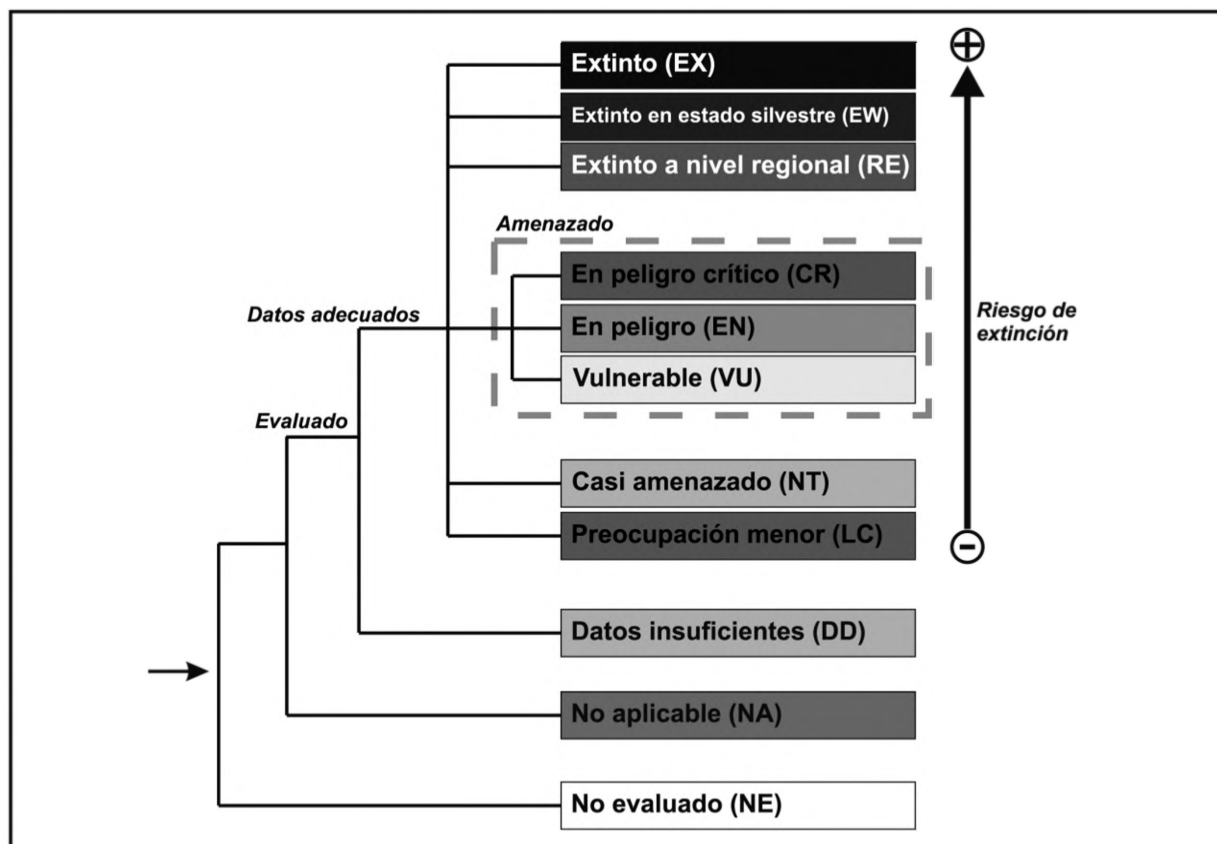 Extinto (EX)
Extinto en estado silvestre (EW)
Extinto a nivel regional (RE)
Amenazado
En peligro crítico (CR)
Datos adecuados
En peligro (EN)
Riesgo de
extinción
Vulnerable (VU)
Evaluado
Casi amenazado (NT)
Preocupación menor (LC)
Datos insuficientes (DD)
No aplicable (NA)
No evaluado (NE)